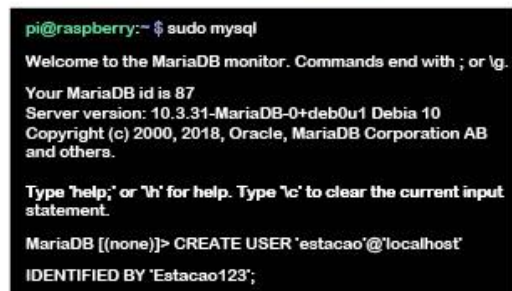 pi@raspberry:~ $ sudo mysql
Welcome to the MariaDB monitor. Commands end with ; or \g.
Your MariaDB id is 87
Server version: 10.3.31-MariaDB-0+deb0u1 Debia 10
Copyright (c) 2000, 2018, Oracle, MariaDB Corporation AB
and others.
Type 'help;' or '\h' for help. Type '\c' to clear the current input
statement.
MariaDB [(none)]> CREATE USER 'estacao'@'localhost'
IDENTIFIED BY 'Estacao123';